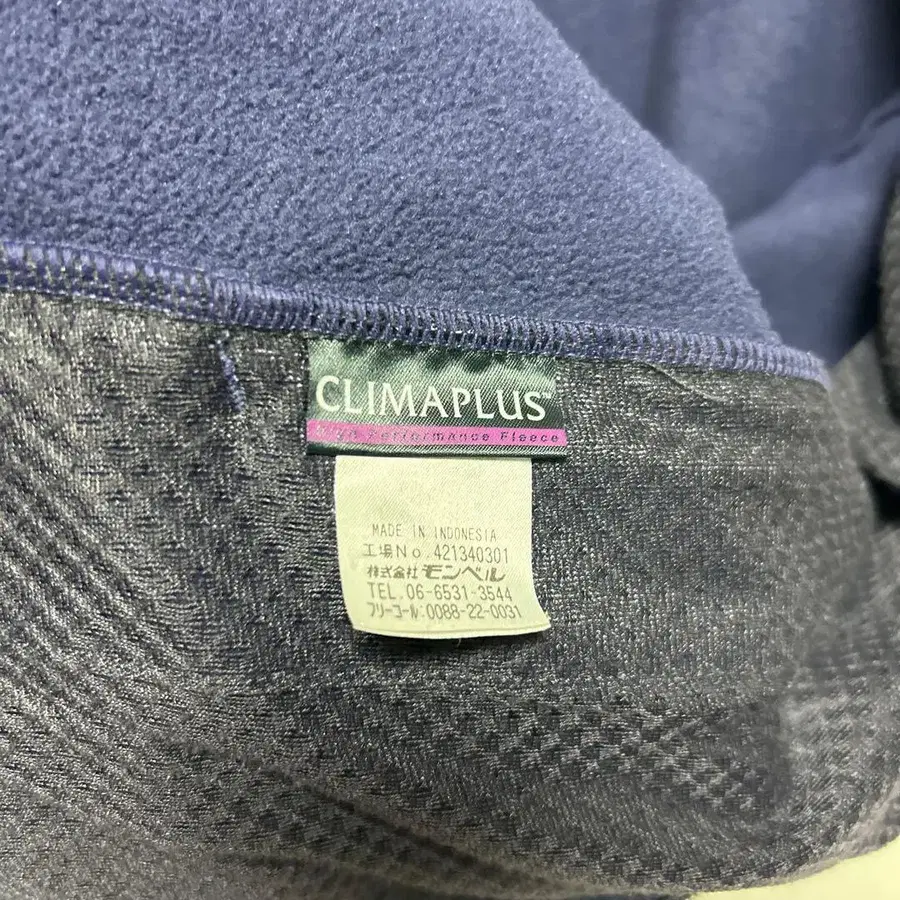 CLIMAPLUS™
High Performance Fleece
MADE IN INDONESIA
工場No.421340301
株式会社モンベル
TEL.06-6531-3544
フリーコール:0088-22-0031